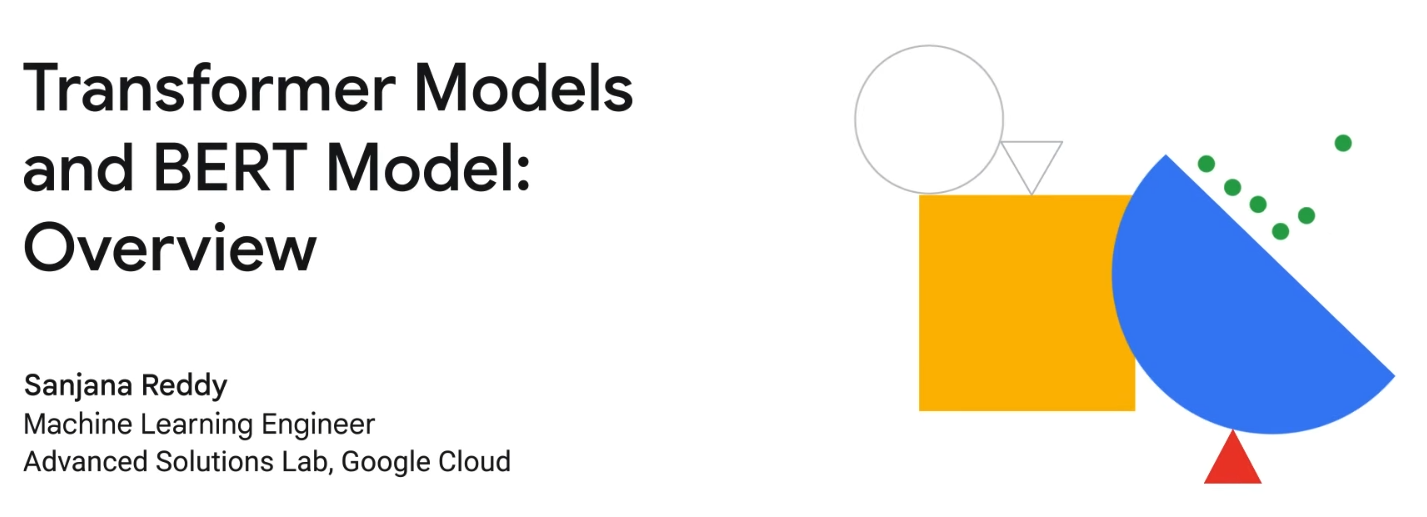 Transformer Models
and BERT Model:
Overview
Sanjana Reddy
Machine Learning Engineer
Advanced Solutions Lab, Google Cloud